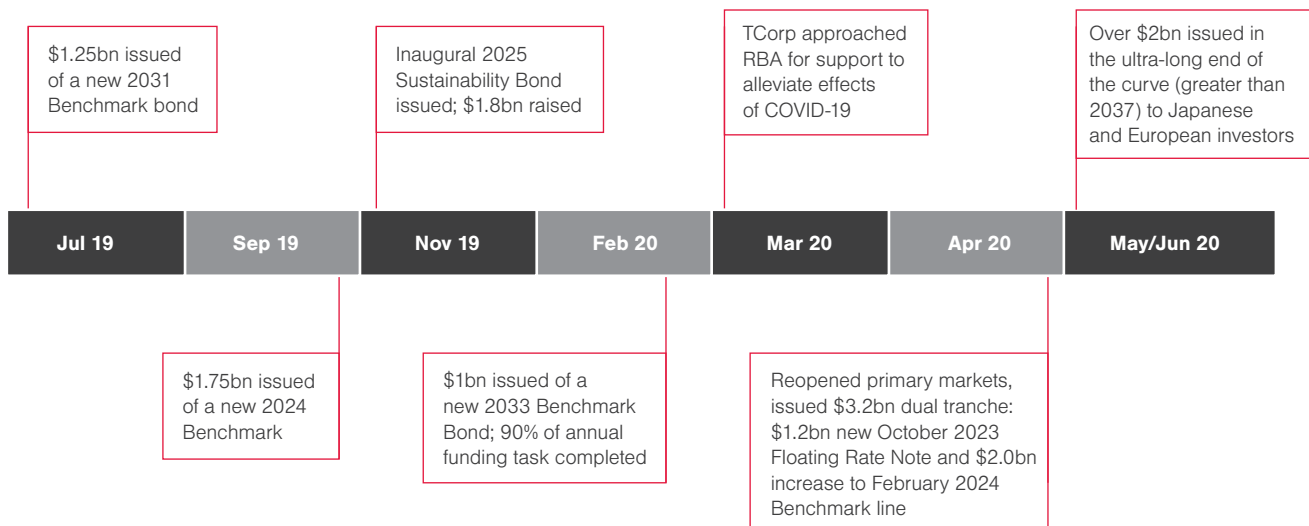 $1.25bn issued
of a new 2031
Benchmark bond
Inaugural 2025
Sustainability Bond
issued; $1.8bn raised
TCorp approached
RBA for support to
alleviate effects
of COVID-19
Over $2bn issued in
the ultra-long end of
the curve (greater than
2037) to Japanese
and European investors
Jul 19
Sep 19
Nov 19
Feb 20
Mar 20
Apr 20
May/Jun 20
$1.75bn issued
of a new 2024
Benchmark
$1bn issued of a
new 2033 Benchmark
Bond; 90% of annual
funding task completed
Reopened primary markets,
issued $3.2bn dual tranche:
$1.2bn new October 2023
Floating Rate Note and $2.0bn
increase to February 2024
Benchmark line